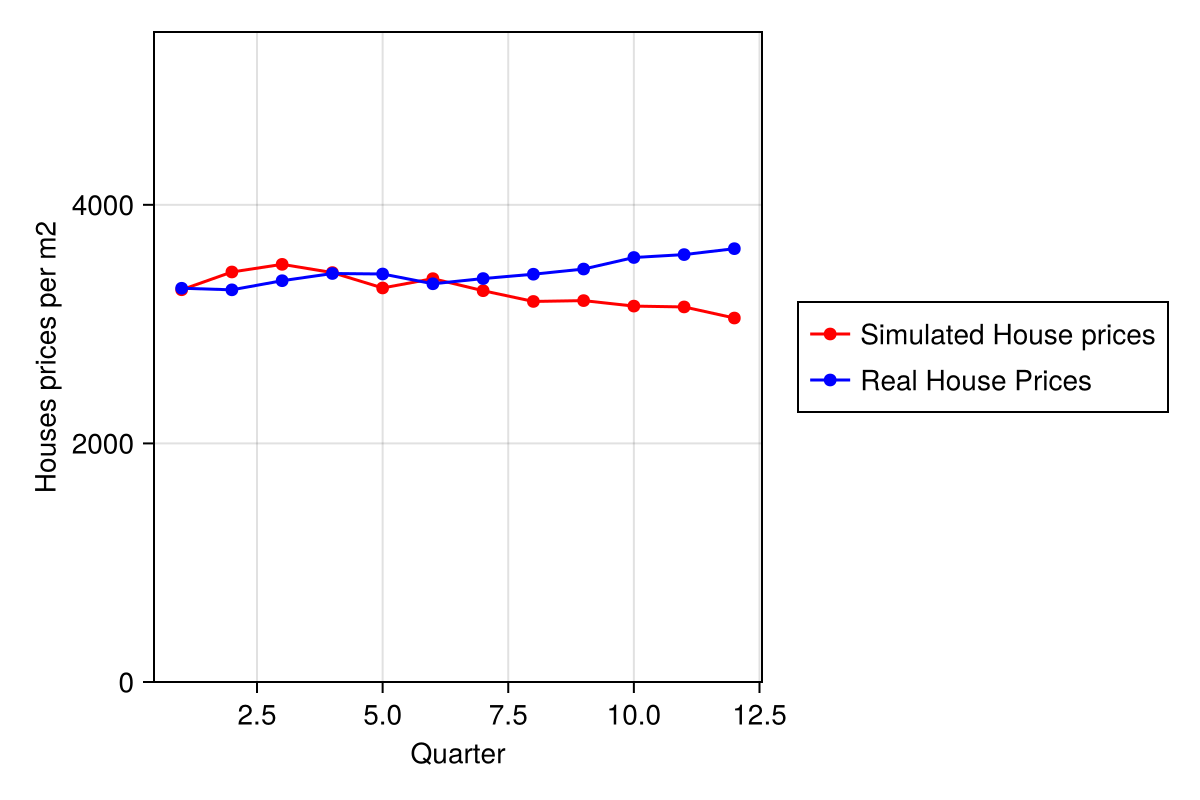 Houses prices per m2
4000
2000
0
2.5 5.0 7.5 10.0 12.5
Quarter
Simulated House prices
Real House Prices